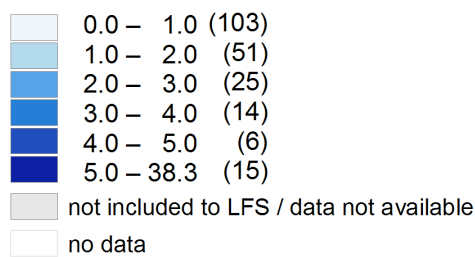 0.0 – 1.0 (103)
1.0 – 2.0 (51)
2.0 – 3.0 (25)
3.0 – 4.0 (14)
4.0 – 5.0 (6)
5.0 – 38.3 (15)
not included to LFS / data not available
no data